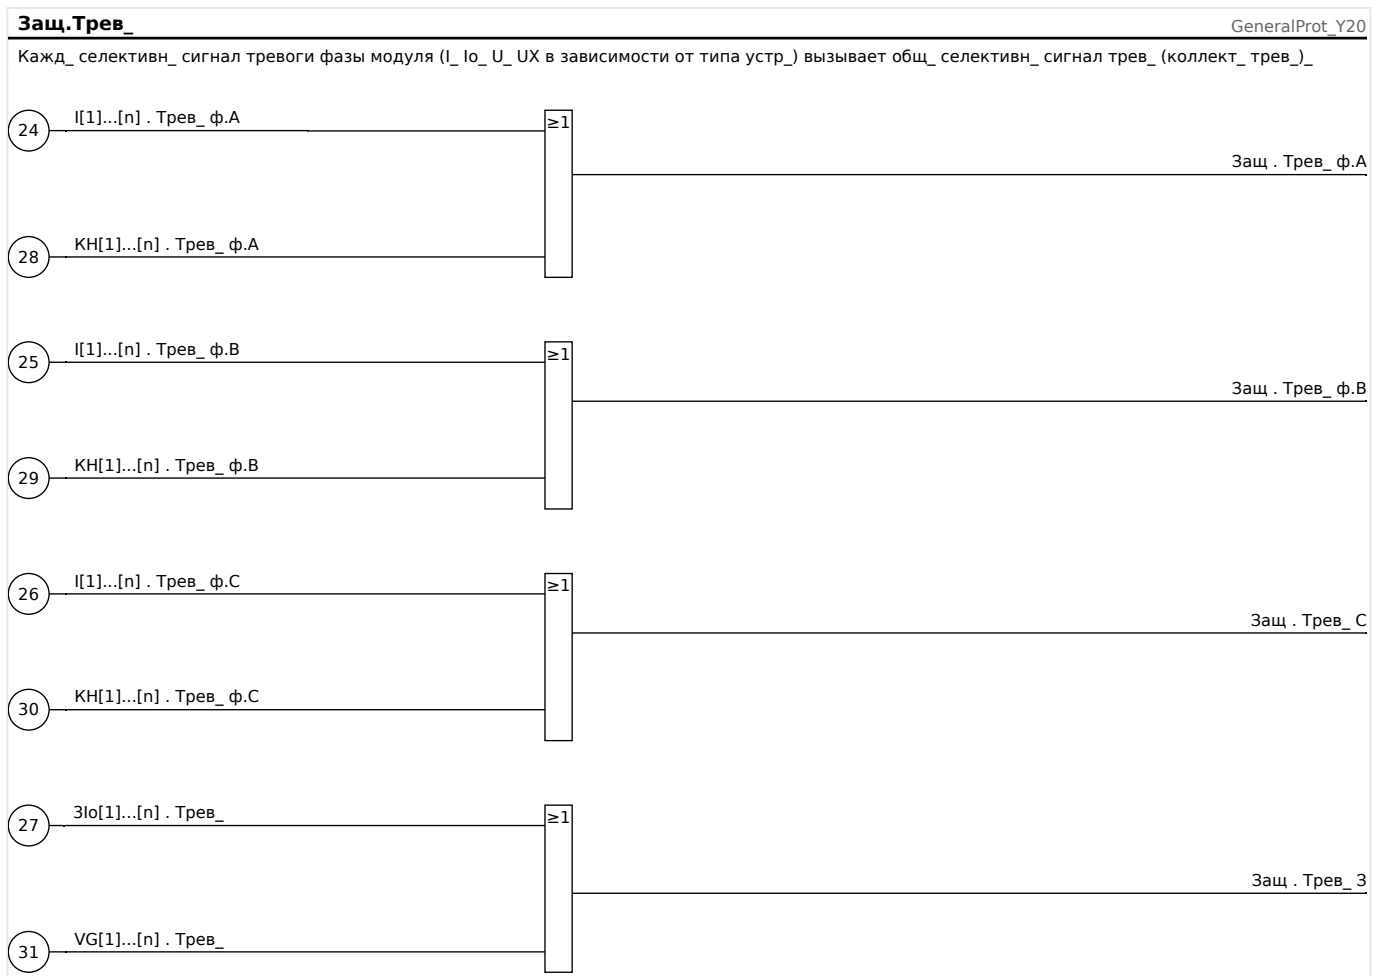 Защ.Трев_
GeneralProt_Y20
Кажд_ селективн_ сигнал тревоги фазы модуля (I_ Io_ U_ UX в зависимости от типа устр_) вызывает общ_ селективн_ сигнал трев_ (коллект_ трев_)_
24 I[1]...[n] . Трев_ ф.A
≥1
Защ . Трев_ ф.A
28 КН[1]...[n] . Трев_ ф.A
25 I[1]...[n] . Трев_ ф.B
≥1
Защ . Трев_ ф.B
29 КН[1]...[n] . Трев_ ф.B
26 I[1]...[n] . Трев_ ф.C
≥1
Защ . Трев_ C
30 КН[1]...[n] . Трев_ ф.C
27 3Io[1]...[n] . Трев_
≥1
Защ . Трев_ З
31 VG[1]...[n] . Трев_